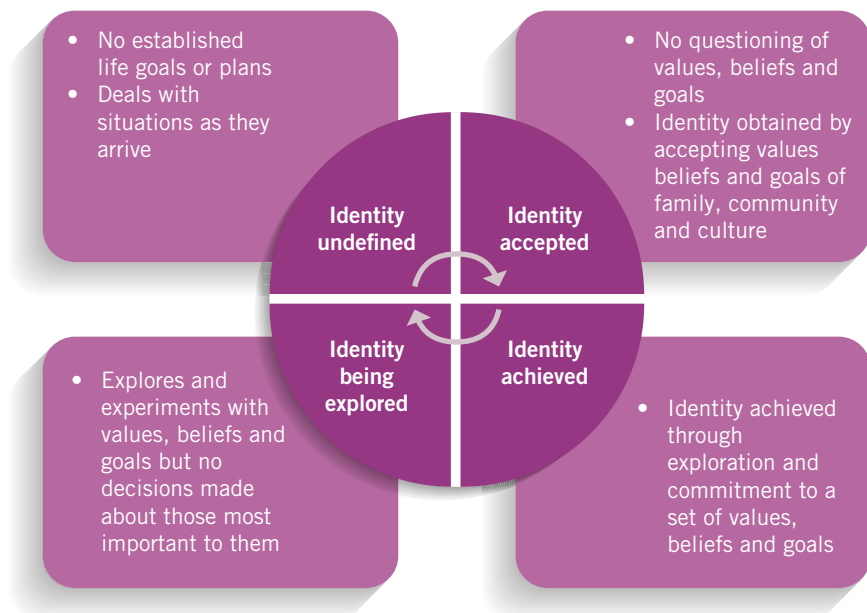 • No established
life goals or plans
• Deals with
situations as they
arrive
• No questioning of
values, beliefs and
goals
• Identity obtained by
accepting values
beliefs and goals of
family, community
and culture
Identity
undefined
Identity
accepted
Identity
being
explored
Identity
achieved
• Explores and
experiments with
values, beliefs and
goals but no
decisions made
about those most
important to them
• Identity achieved
through
exploration and
commitment to a
set of values,
beliefs and goals